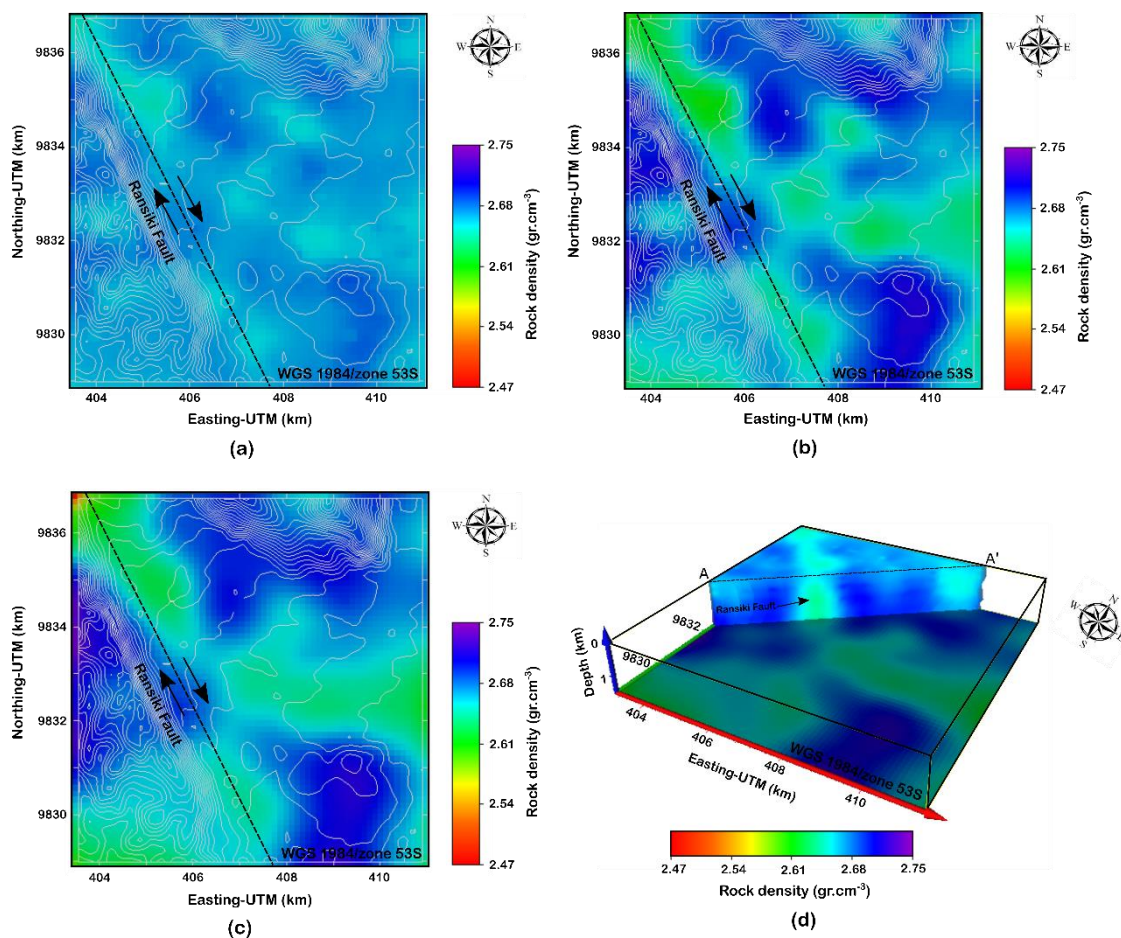 N
W E
S
9836
9834
9832
9830
Northing-UTM (km)
Ransiki Fault
WGS 1984/zone 53S
404 406 408 410
Easting-UTM (km)
2.75
2.68
2.61
2.54
2.47
Rock density (gr.cm⁻³)
(a)
N
W E
S
9836
9834
9832
9830
Northing-UTM (km)
Ransiki Fault
WGS 1984/zone 53S
404 406 408 410
Easting-UTM (km)
2.75
2.68
2.61
2.54
2.47
Rock density (gr.cm⁻³)
(b)
N
W E
S
9836
9834
9832
9830
Northing-UTM (km)
Ransiki Fault
WGS 1984/zone 53S
404 406 408 410
Easting-UTM (km)
2.75
2.68
2.61
2.54
2.47
Rock density (gr.cm⁻³)
(c)
A A'
Ransiki Fault
W N
S
9832
9830
0
1
Depth (km)
404 406 408 410
WGS 1984/zone 53S
Easting-UTM (km)
2.47 2.54 2.61 2.68 2.75
Rock density (gr.cm⁻³)
(d)